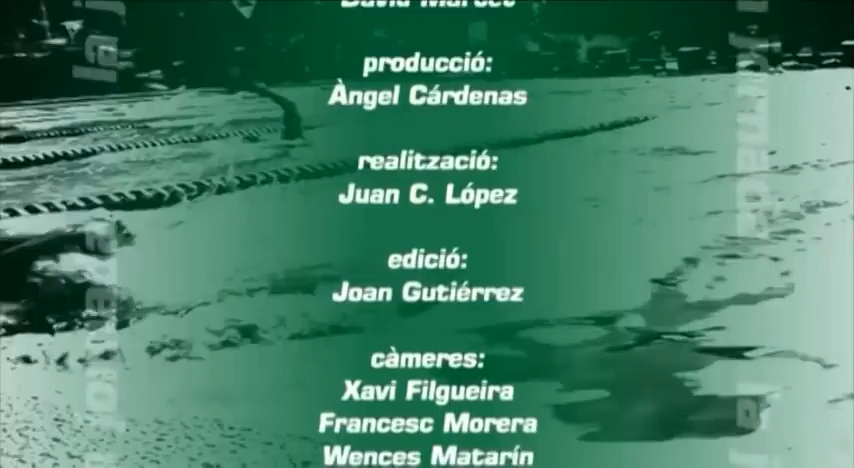 producció:
Àngel Cárdenas
realització:
Juan C. López
edició:
Joan Gutiérrez
càmeres:
Xavi Filgueira
Francesc Morera
Wences Matarín